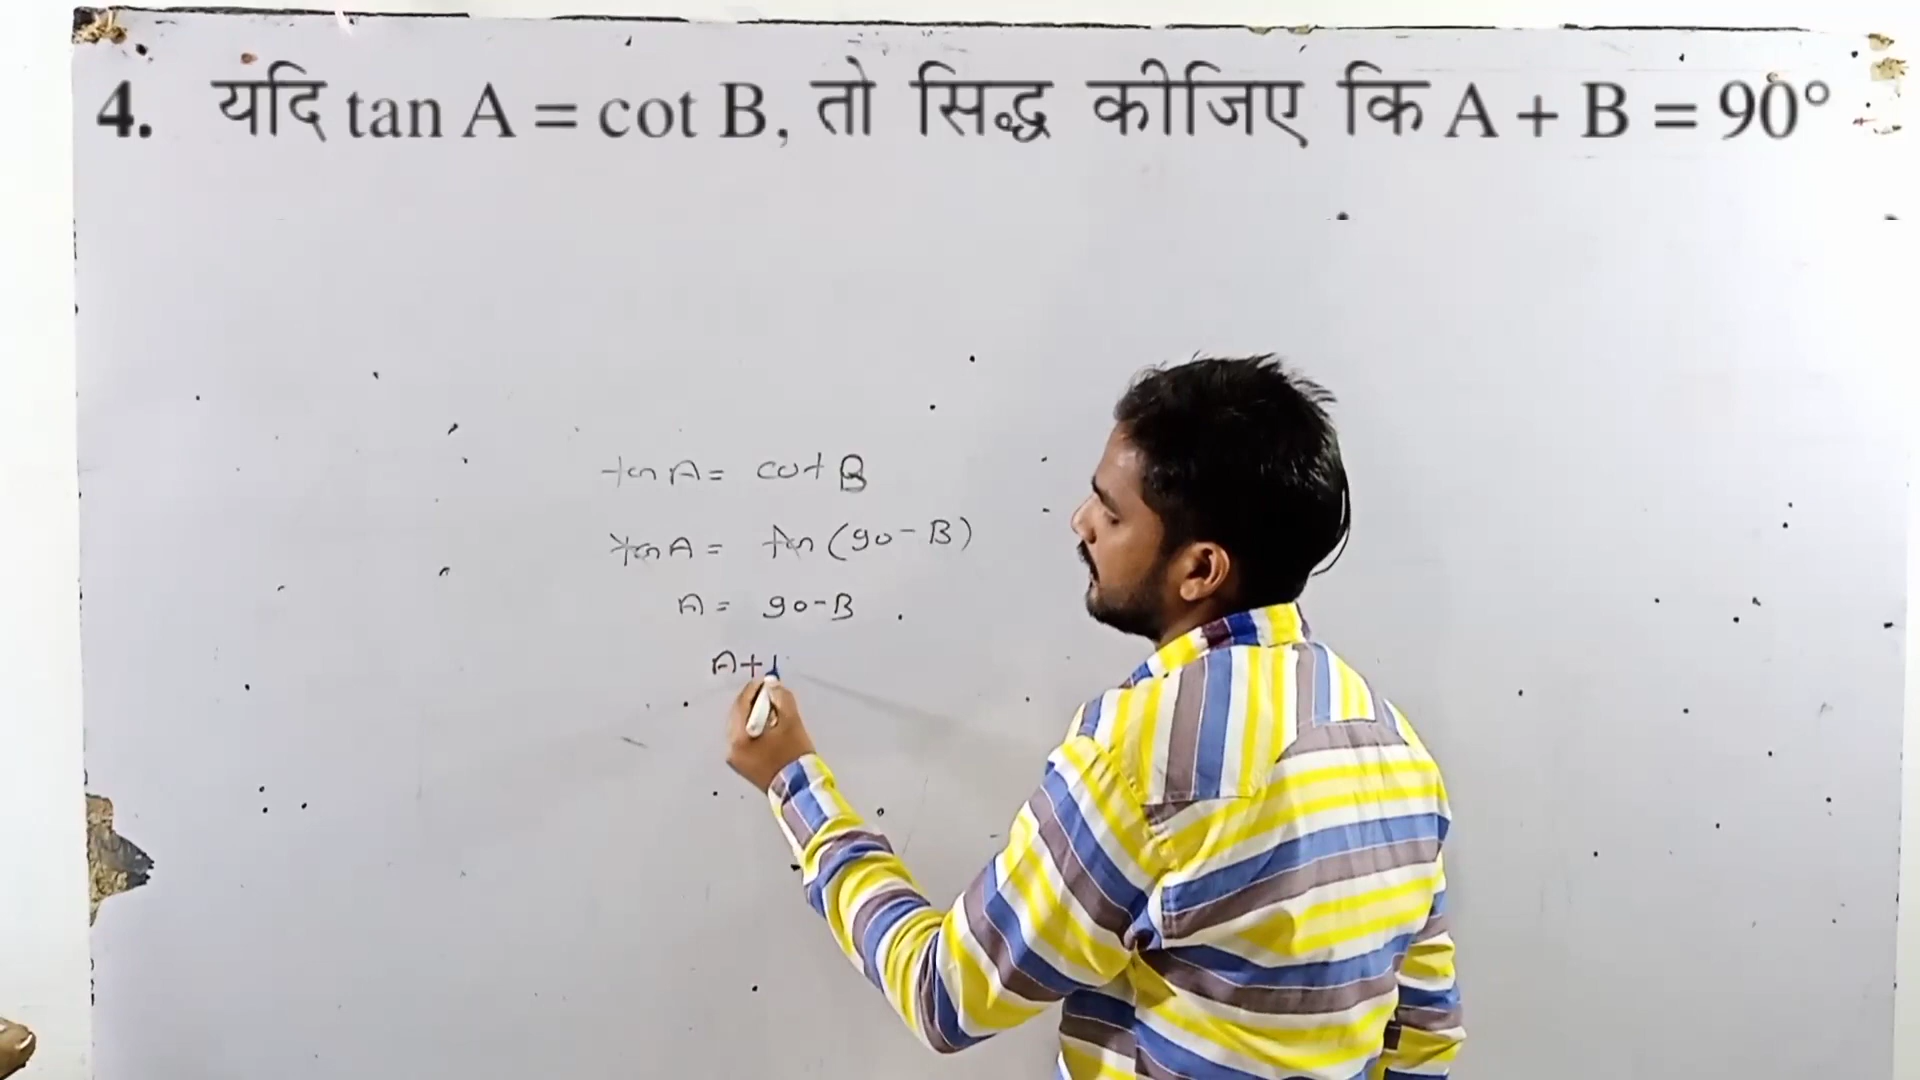 4. यदि tan A = cot B, तो सिद्ध कीजिए कि A + B = 90°
tan A = cot B
tan A = tan (90 - B)
A = 90 - B
A +